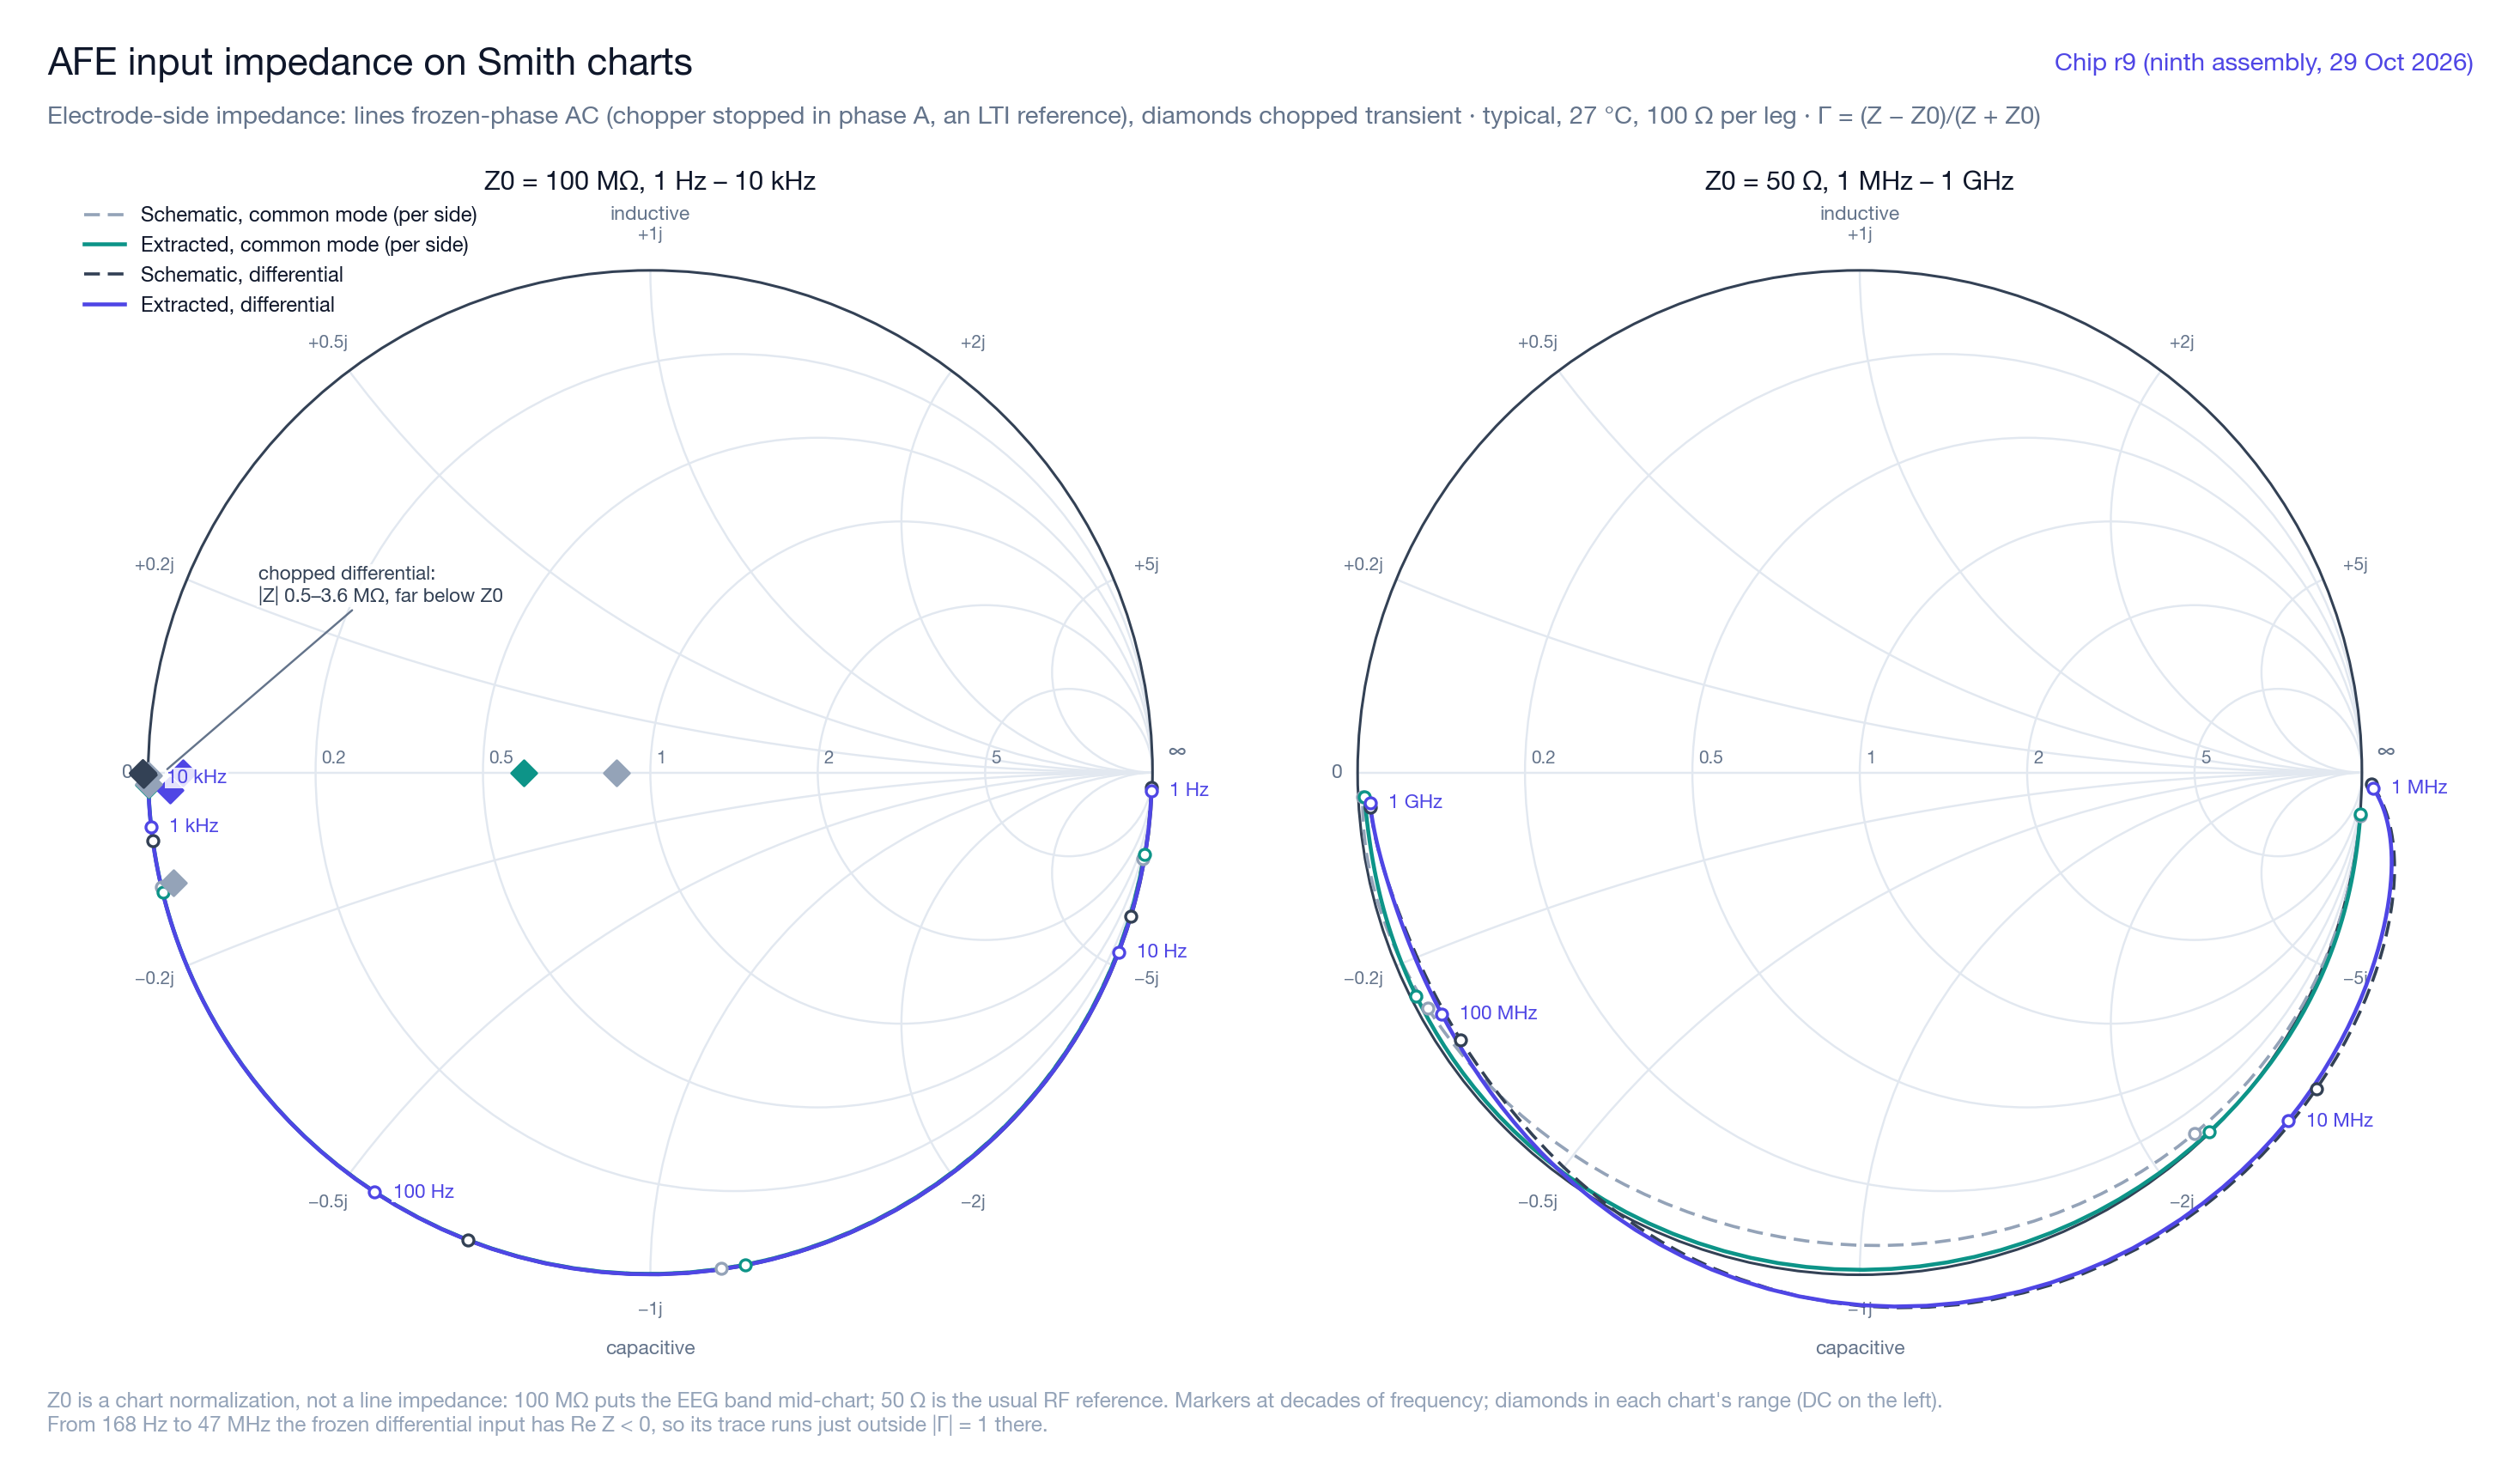 AFE input impedance on Smith charts
Chip r9 (ninth assembly, 29 Oct 2026)
Electrode-side impedance: lines frozen-phase AC (chopper stopped in phase A, an LTI reference), diamonds chopped transient · typical, 27 °C, 100 Ω per leg · Γ = (Z − Z0)/(Z + Z0)
Z0 = 100 MΩ, 1 Hz – 10 kHz
Schematic, common mode (per side)
Extracted, common mode (per side)
Schematic, differential
Extracted, differential
inductive
+1j
+0.5j
+2j
+0.2j
+5j
chopped differential:
|Z| 0.5–3.6 MΩ, far below Z0
0
0.2
0.5
1
2
5
∞
10 kHz
1 Hz
1 kHz
10 Hz
−0.2j
−5j
100 Hz
−0.5j
−2j
−1j
capacitive
Z0 = 50 Ω, 1 MHz – 1 GHz
inductive
+1j
+0.5j
+2j
+0.2j
+5j
0
0.2
0.5
1
2
5
∞
1 MHz
1 GHz
−0.2j
−5j
100 MHz
10 MHz
−0.5j
−2j
−1j
capacitive
Z0 is a chart normalization, not a line impedance: 100 MΩ puts the EEG band mid-chart; 50 Ω is the usual RF reference. Markers at decades of frequency; diamonds in each chart's range (DC on the left).
From 168 Hz to 47 MHz the frozen differential input has Re Z < 0, so its trace runs just outside |Γ| = 1 there.